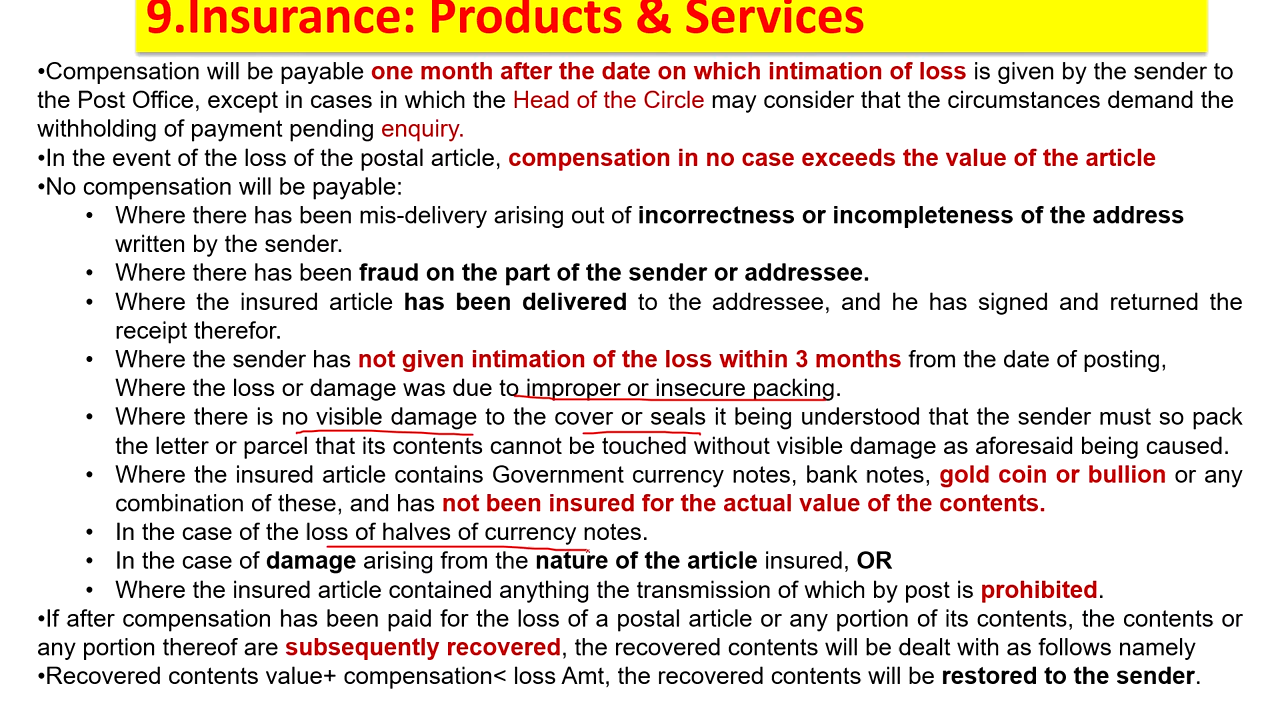 9.Insurance: Products & Services
•Compensation will be payable one month after the date on which intimation of loss is given by the sender to
the Post Office, except in cases in which the Head of the Circle may consider that the circumstances demand the
withholding of payment pending enquiry.
•In the event of the loss of the postal article, compensation in no case exceeds the value of the article
•No compensation will be payable:
• Where there has been mis-delivery arising out of incorrectness or incompleteness of the address
written by the sender.
• Where there has been fraud on the part of the sender or addressee.
• Where the insured article has been delivered to the addressee, and he has signed and returned the
receipt therefor.
• Where the sender has not given intimation of the loss within 3 months from the date of posting,
Where the loss or damage was due to improper or insecure packing.
• Where there is no visible damage to the cover or seals it being understood that the sender must so pack
the letter or parcel that its contents cannot be touched without visible damage as aforesaid being caused.
• Where the insured article contains Government currency notes, bank notes, gold coin or bullion or any
combination of these, and has not been insured for the actual value of the contents.
• In the case of the loss of halves of currency notes.
• In the case of damage arising from the nature of the article insured, OR
• Where the insured article contained anything the transmission of which by post is prohibited.
•If after compensation has been paid for the loss of a postal article or any portion of its contents, the contents or
any portion thereof are subsequently recovered, the recovered contents will be dealt with as follows namely
•Recovered contents value+ compensation< loss Amt, the recovered contents will be restored to the sender.